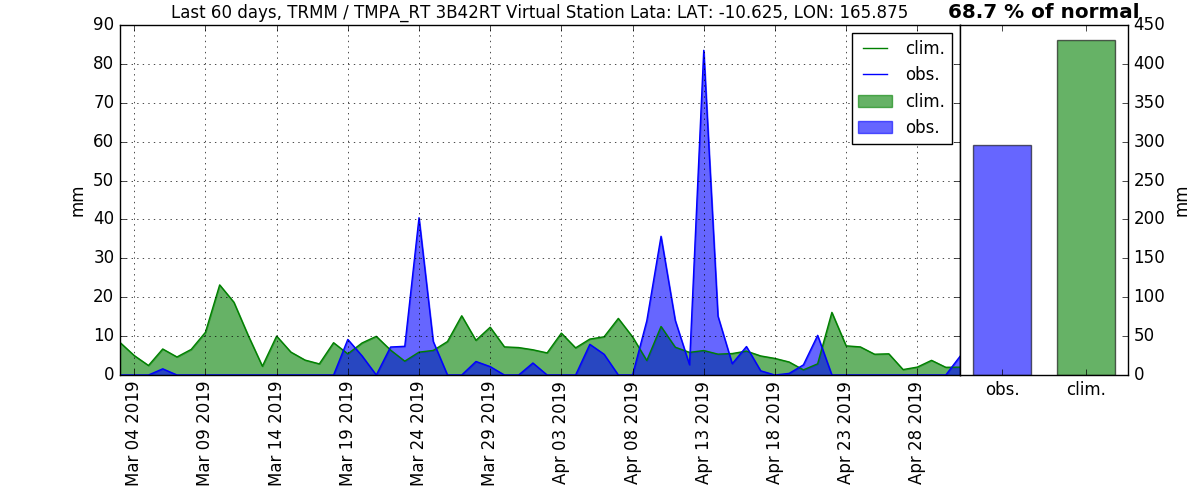 Last 60 days, TRMM / TMPA_RT 3B42RT Virtual Station Lata: LAT: -10.625, LON: 165.875
68.7 % of normal
90
80
70
60
50
40
30
20
10
0
mm
clim.
obs.
clim.
obs.
Mar 04 2019
Mar 09 2019
Mar 14 2019
Mar 19 2019
Mar 24 2019
Mar 29 2019
Apr 03 2019
Apr 08 2019
Apr 13 2019
Apr 18 2019
Apr 23 2019
Apr 28 2019
450
400
350
300
250
200
150
100
50
0
mm
obs.
clim.